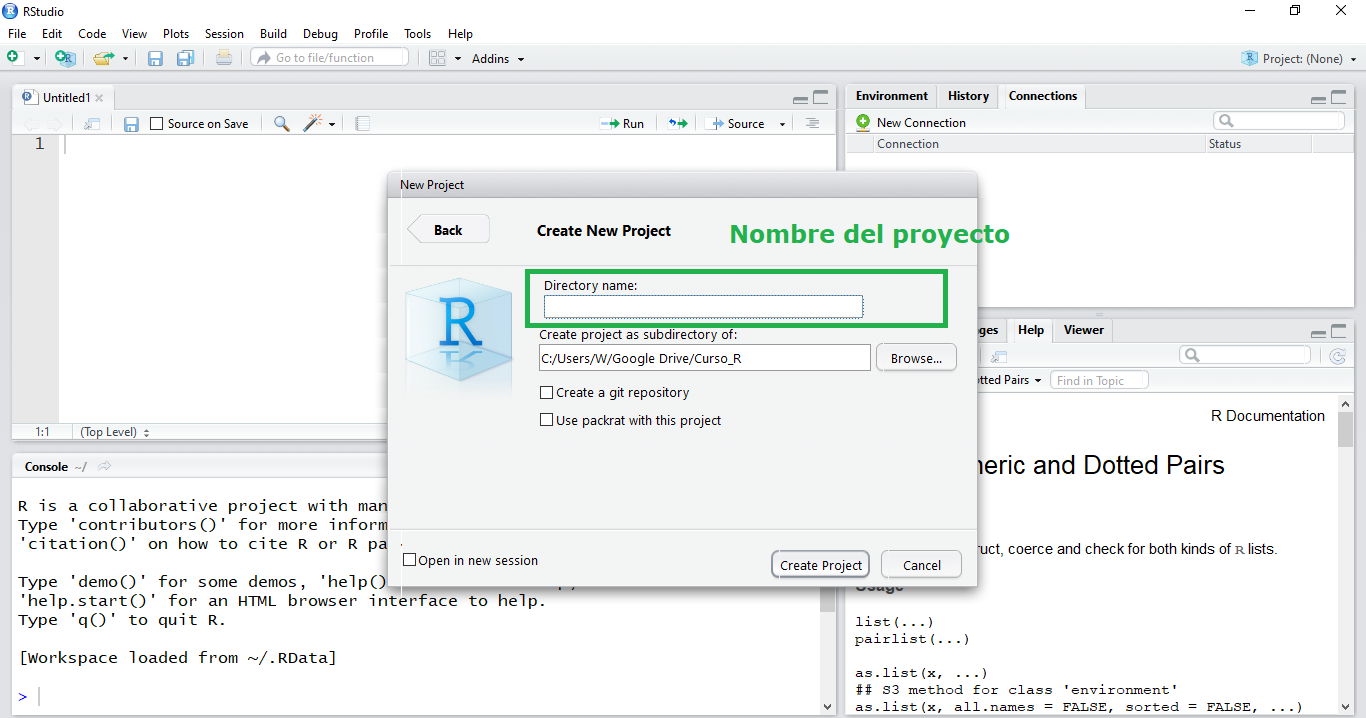 RStudio
File Edit Code View Plots Session Build Debug Profile Tools Help
Go to file/function Addins Project: (None)
Untitled1
Source on Save Run Source
1
1:1 (Top Level)
Console ~/
R is a collaborative project with man
Type 'contributors()' for more inform
'citation()' on how to cite R or R pa
Type 'demo()' for some demos, 'help()
'help.start()' for an HTML browser interface to help.
Type 'q()' to quit R.
[Workspace loaded from ~/.RData]
>
Environment History Connections
New Connection
Connection Status
New Project
Back Create New Project Nombre del proyecto
R
Directory name:
Create project as subdirectory of:
C:/Users/W/Google Drive/Curso_R Browse...
Create a git repository
Use packrat with this project
Open in new session Create Project Cancel
ges Help Viewer
tted Pairs Find in Topic
R Documentation
neric and Dotted Pairs
ruct, coerce and check for both kinds of R lists.
Usage
list(...)
pairlist(...)
as.list(x, ...)
## S3 method for class 'environment'
as.list(x, all.names = FALSE, sorted = FALSE, ...)